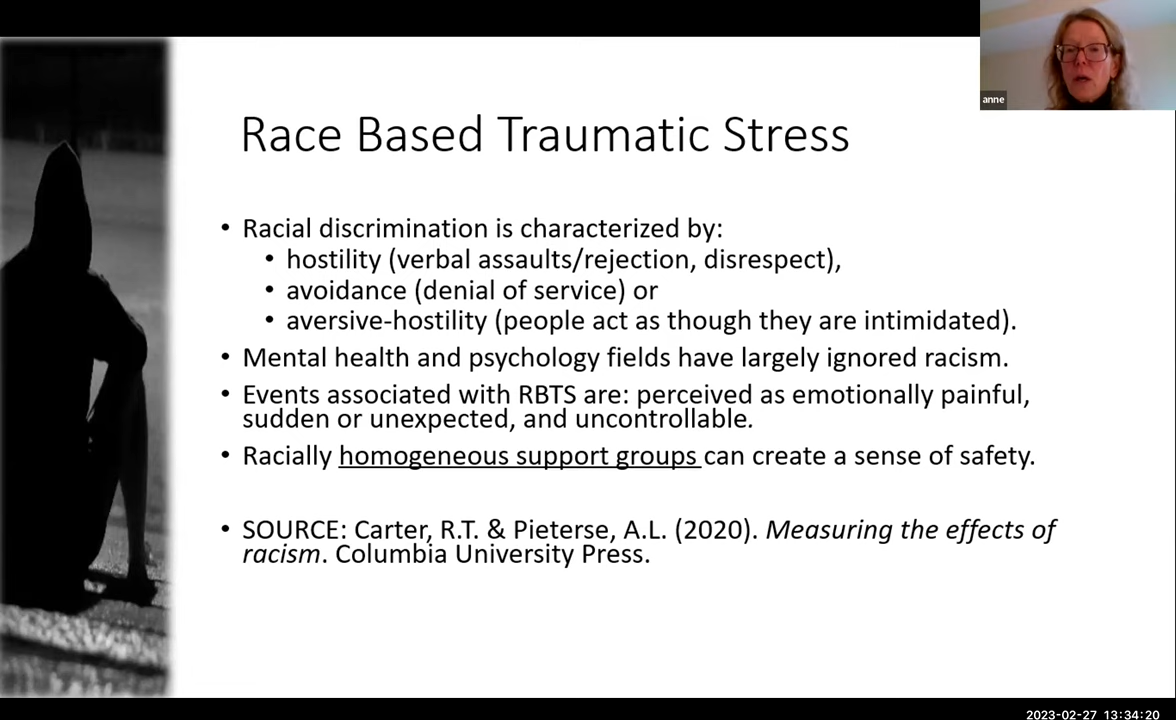 anne
Race Based Traumatic Stress
• Racial discrimination is characterized by:
• hostility (verbal assaults/rejection, disrespect),
• avoidance (denial of service) or
• aversive-hostility (people act as though they are intimidated).
• Mental health and psychology fields have largely ignored racism.
• Events associated with RBTS are: perceived as emotionally painful,
sudden or unexpected, and uncontrollable.
• Racially homogeneous support groups can create a sense of safety.
• SOURCE: Carter, R.T. & Pieterse, A.L. (2020). Measuring the effects of
racism. Columbia University Press.
2023-02-27 13:34:20